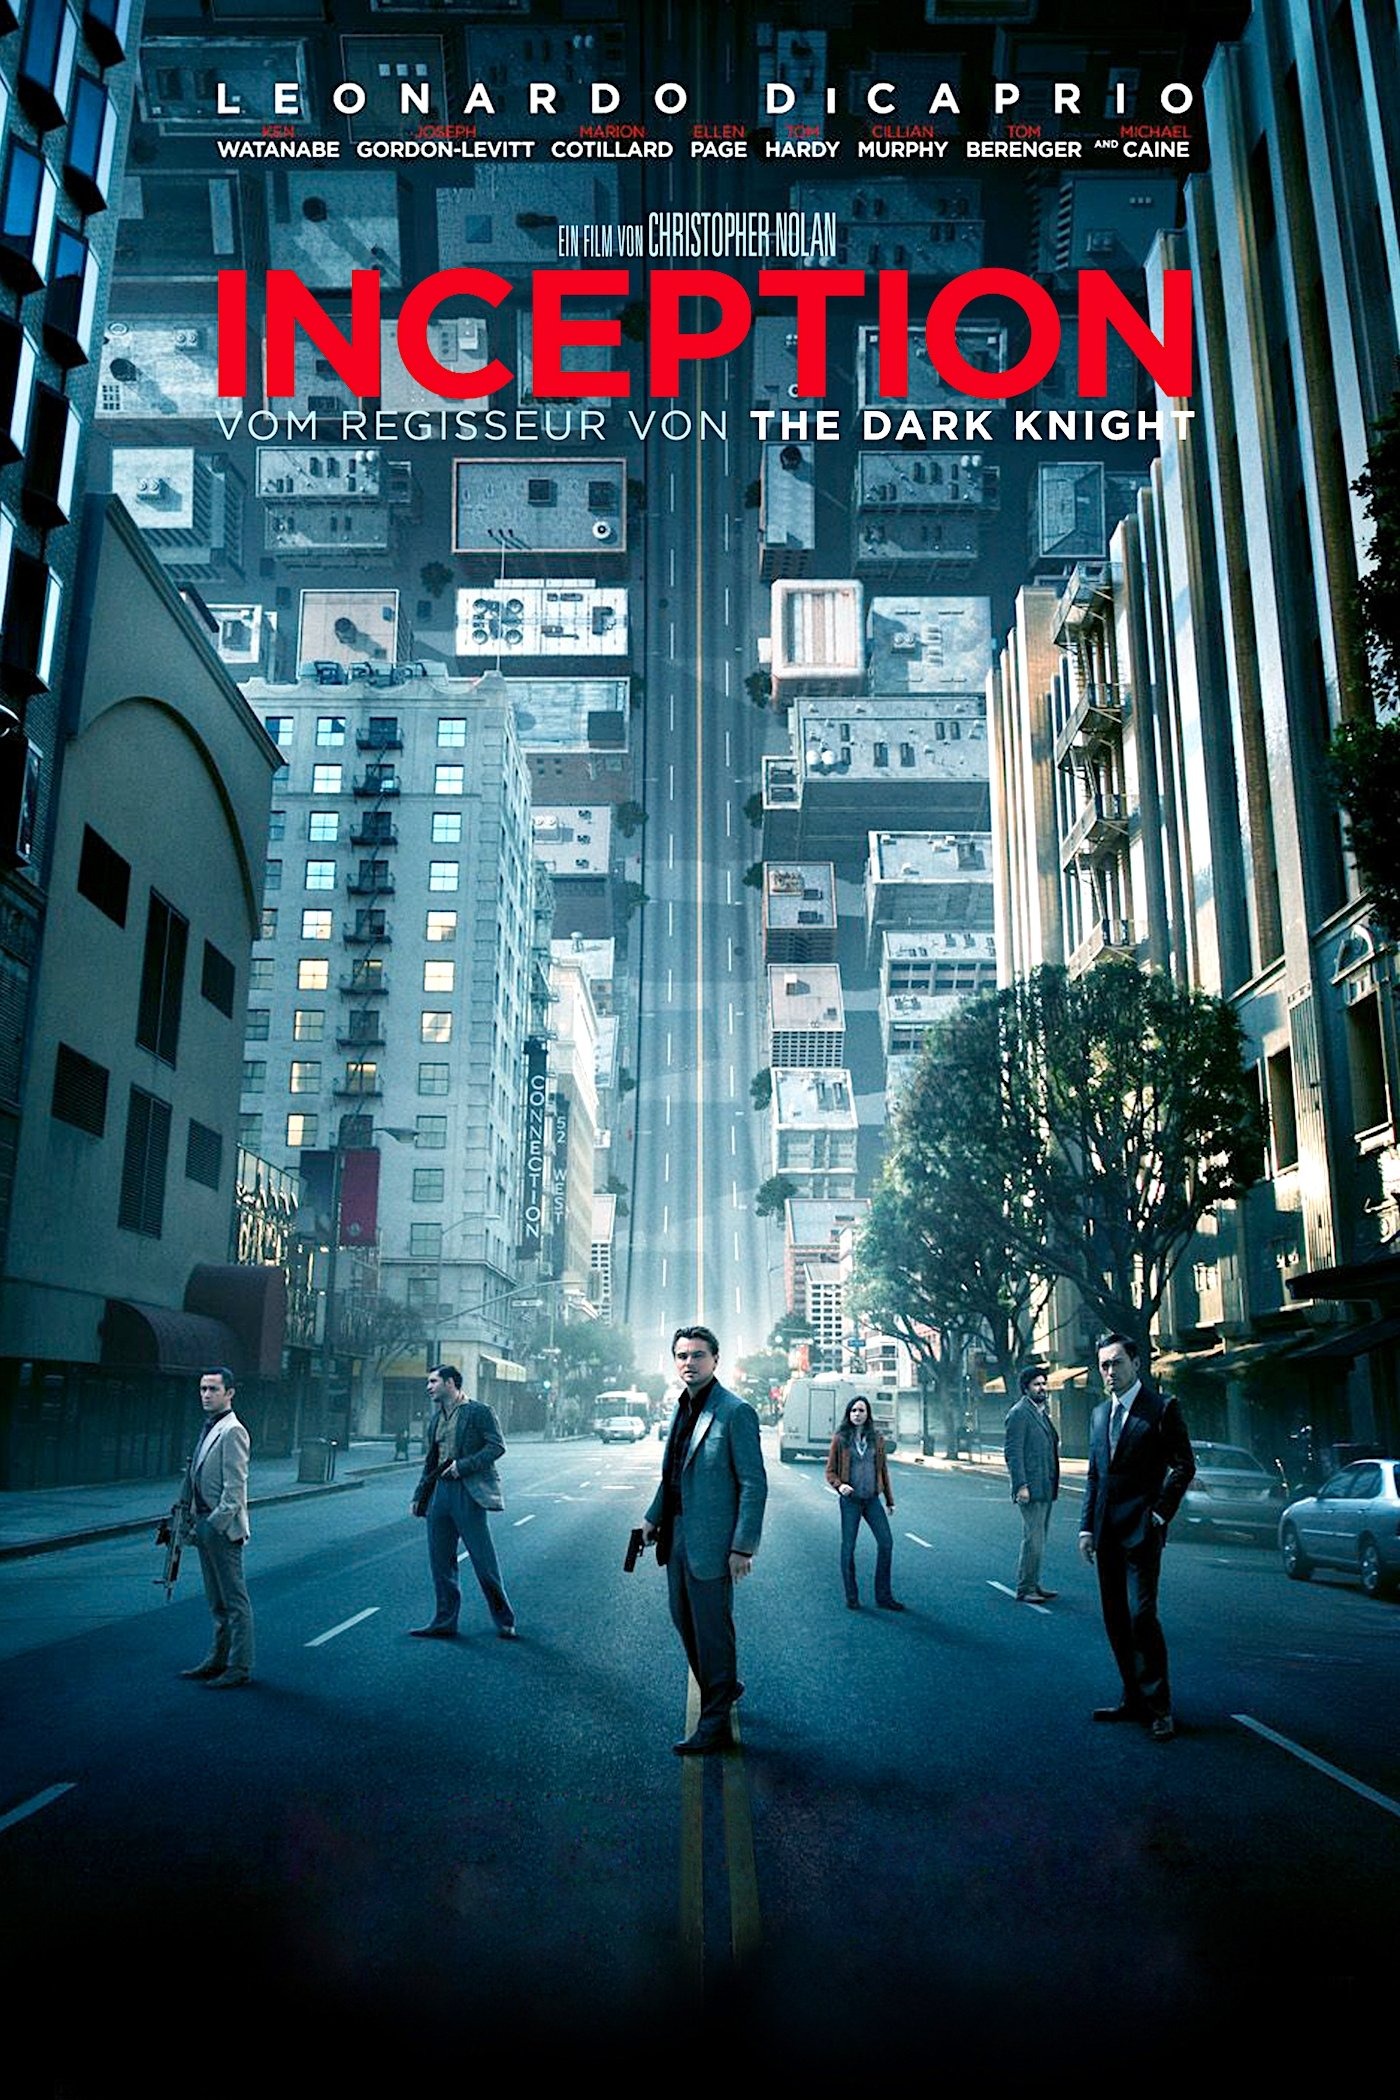 LEONARDO DiCAPRIO
KEN WATANABE JOSEPH GORDON-LEVITT MARION COTILLARD ELLEN PAGE TOM HARDY CILLIAN MURPHY TOM BERENGER AND MICHAEL CAINE
EIN FILM VON CHRISTOPHER NOLAN
INCEPTION
VOM REGISSEUR VON THE DARK KNIGHT
CONNECTION
52 WEST